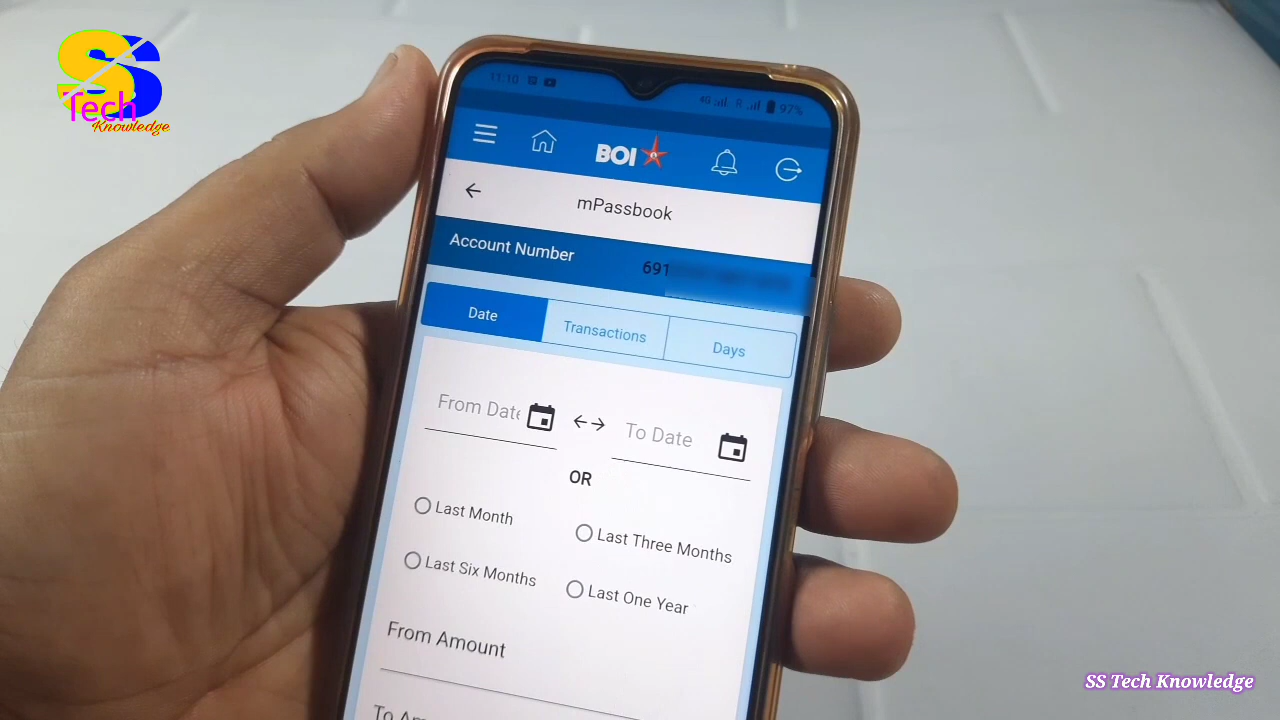 SS
Tech
Knowledge
11:10
4G R 97%
BOI
mPassbook
Account Number 691
Date Transactions Days
From Date To Date
OR
Last Month Last Three Months
Last Six Months Last One Year
From Amount
SS Tech Knowledge